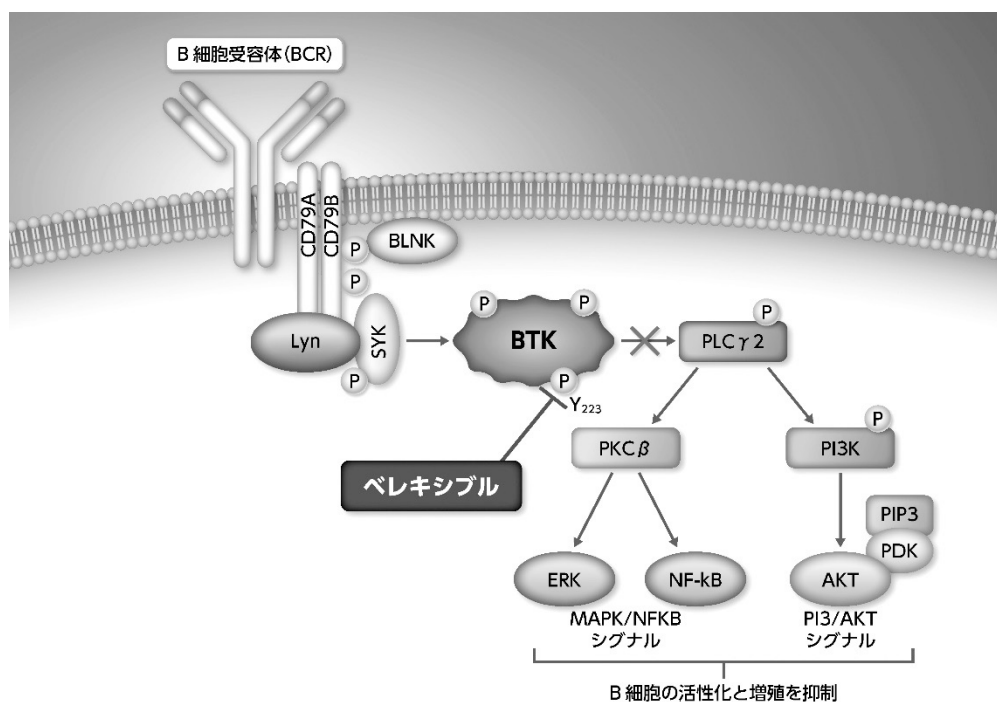 B 細胞受容体(BCR)
CD79A
CD79B
P
BLNK
P
Lyn
SYK
P
P
P
BTK
P
Y223
P
PLCγ2
ベレキシブル
PKCβ
P
PI3K
PIP3
PDK
ERK
NF-kB
AKT
MAPK/NFKB
シグナル
PI3/AKT
シグナル
B 細胞の活性化と増殖を抑制